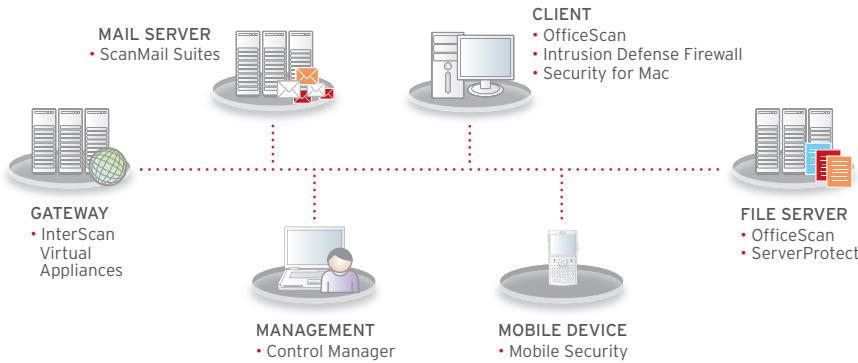 MAIL SERVER
• ScanMail Suites
CLIENT
• OfficeScan
• Intrusion Defense Firewall
• Security for Mac
GATEWAY
• InterScan
Virtual
Appliances
FILE SERVER
• OfficeScan
• ServerProtect
MANAGEMENT
• Control Manager
MOBILE DEVICE
• Mobile Security